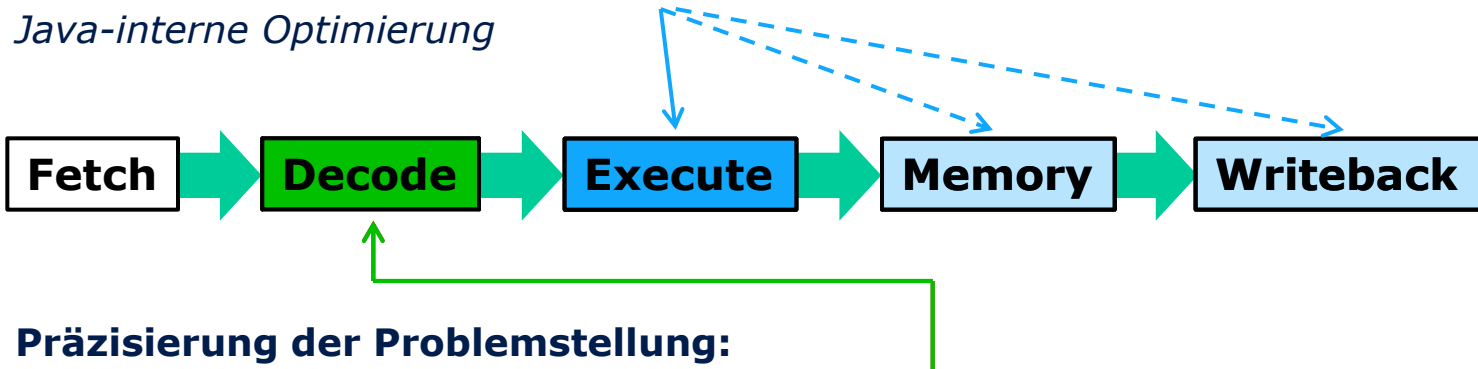 Java-interne Optimierung
Fetch Decode Execute Memory Writeback
Präzisierung der Problemstellung: